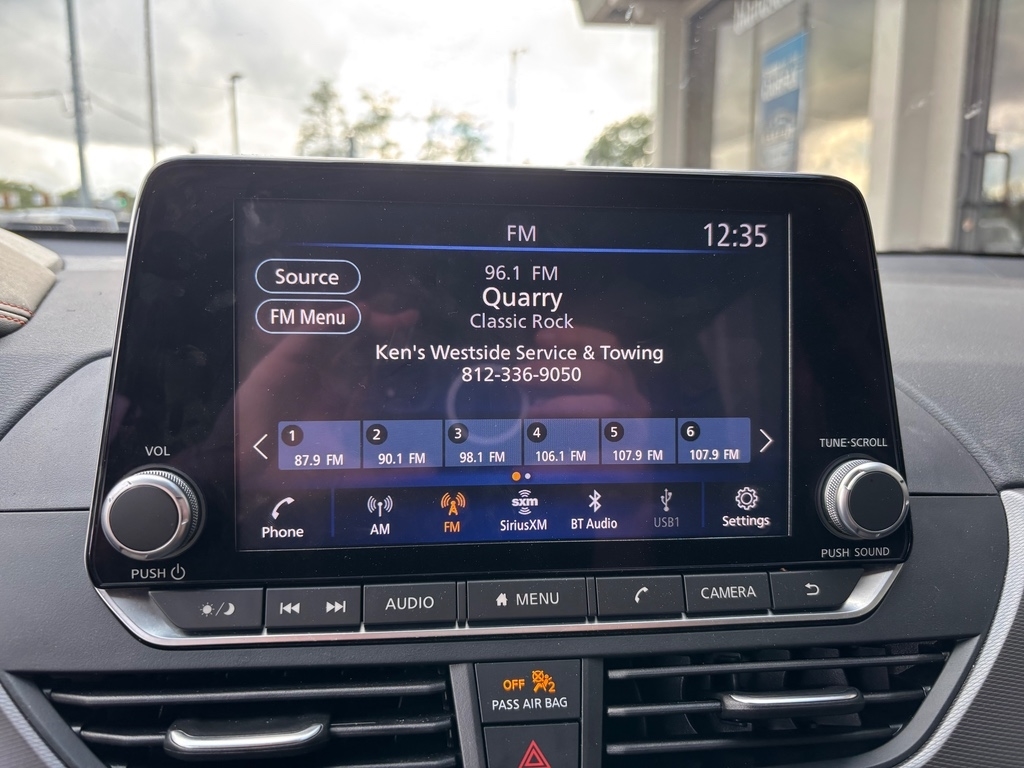 FM
12:35
Source
96.1 FM
Quarry
FM Menu
Classic Rock
Ken's Westside Service & Towing
812-336-9050
1 2 3 4 5 6
87.9 FM 90.1 FM 98.1 FM 106.1 FM 107.9 FM 107.9 FM
VOL
TUNE·SCROLL
Phone
AM
FM
sxm
SiriusXM
BT Audio
USB1
Settings
PUSH
PUSH SOUND
AUDIO
MENU
CAMERA
OFF 2
PASS AIR BAG